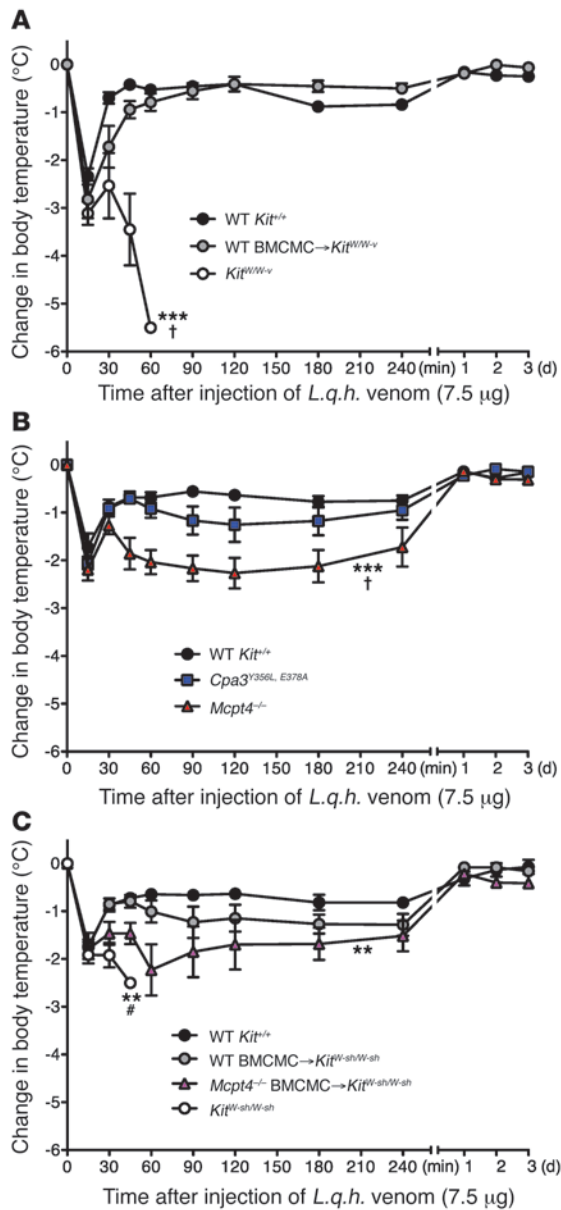 A
Change in body temperature (°C)
0
-1
-2
-3
-4
-5
-6
WT Kit+/+
WT BMCMC→KitW/W-v
KitW/W-v
***
†
0 15 30 45 60 90 120 150 180 210 240 (min) 1 2 3 (d)
Time after injection of L.q.h. venom (7.5 µg)
B
Change in body temperature (°C)
0
-1
-2
-3
-4
-5
-6
***
†
WT Kit+/+
Cpa3Y356L, E378A
Mcpt4–/–
0 15 30 45 60 90 120 150 180 210 240 (min) 1 2 3 (d)
Time after injection of L.q.h. venom (7.5 µg)
C
Change in body temperature (°C)
0
-1
-2
-3
-4
-5
-6
**
**
#
WT Kit+/+
WT BMCMC→KitW-sh/W-sh
Mcpt4–/– BMCMC→KitW-sh/W-sh
KitW-sh/W-sh
0 15 30 45 60 90 120 150 180 210 240 (min) 1 2 3 (d)
Time after injection of L.q.h. venom (7.5 µg)